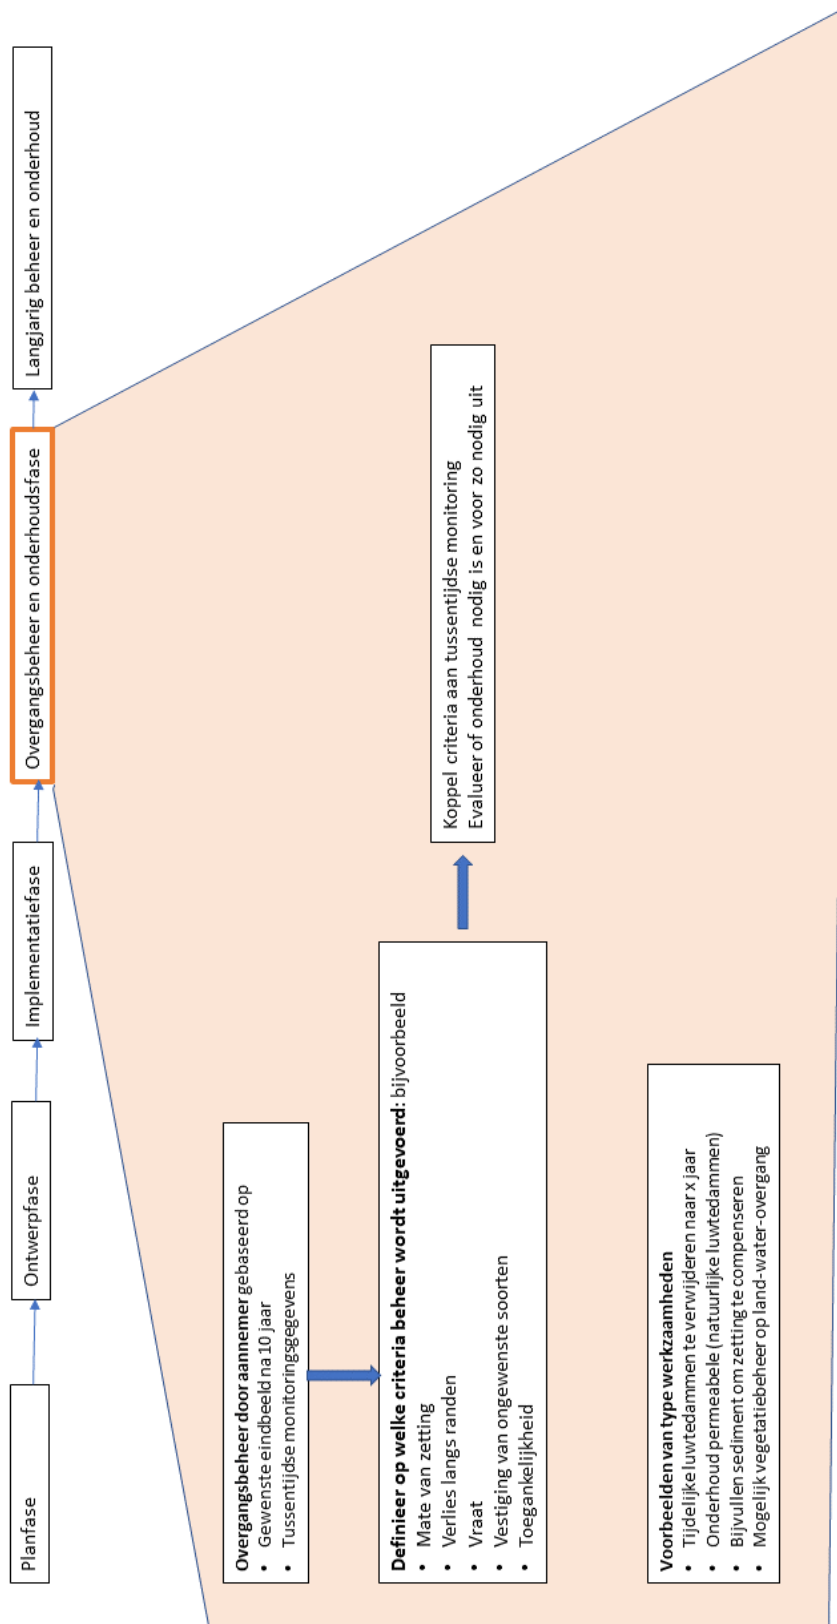 Planfase
Ontwerpfase
Implementatiefase
Overgangsbeheer en onderhoudsfase
Langjarig beheer en onderhoud
Overgangsbeheer door aannemer gebaseerd op
• Gewenste eindbeeld na 10 jaar
• Tussentijdse monitoringsgegevens
Definieer op welke criteria beheer wordt uitgevoerd: bijvoorbeeld
• Mate van zetting
• Verlies langs randen
• Vraat
• Vestiging van ongewenste soorten
• Toegankelijkheid
Koppel criteria aan tussentijdse monitoring
Evalueer of onderhoud nodig is en voor zo nodig uit
Voorbeelden van type werkzaamheden
• Tijdelijke luwtedammen te verwijderen naar x jaar
• Onderhoud permeabele (natuurlijke luwtedammen)
• Bijvullen sediment om zetting te compenseren
• Mogelijk vegetatiebeheer op land-water-overgang